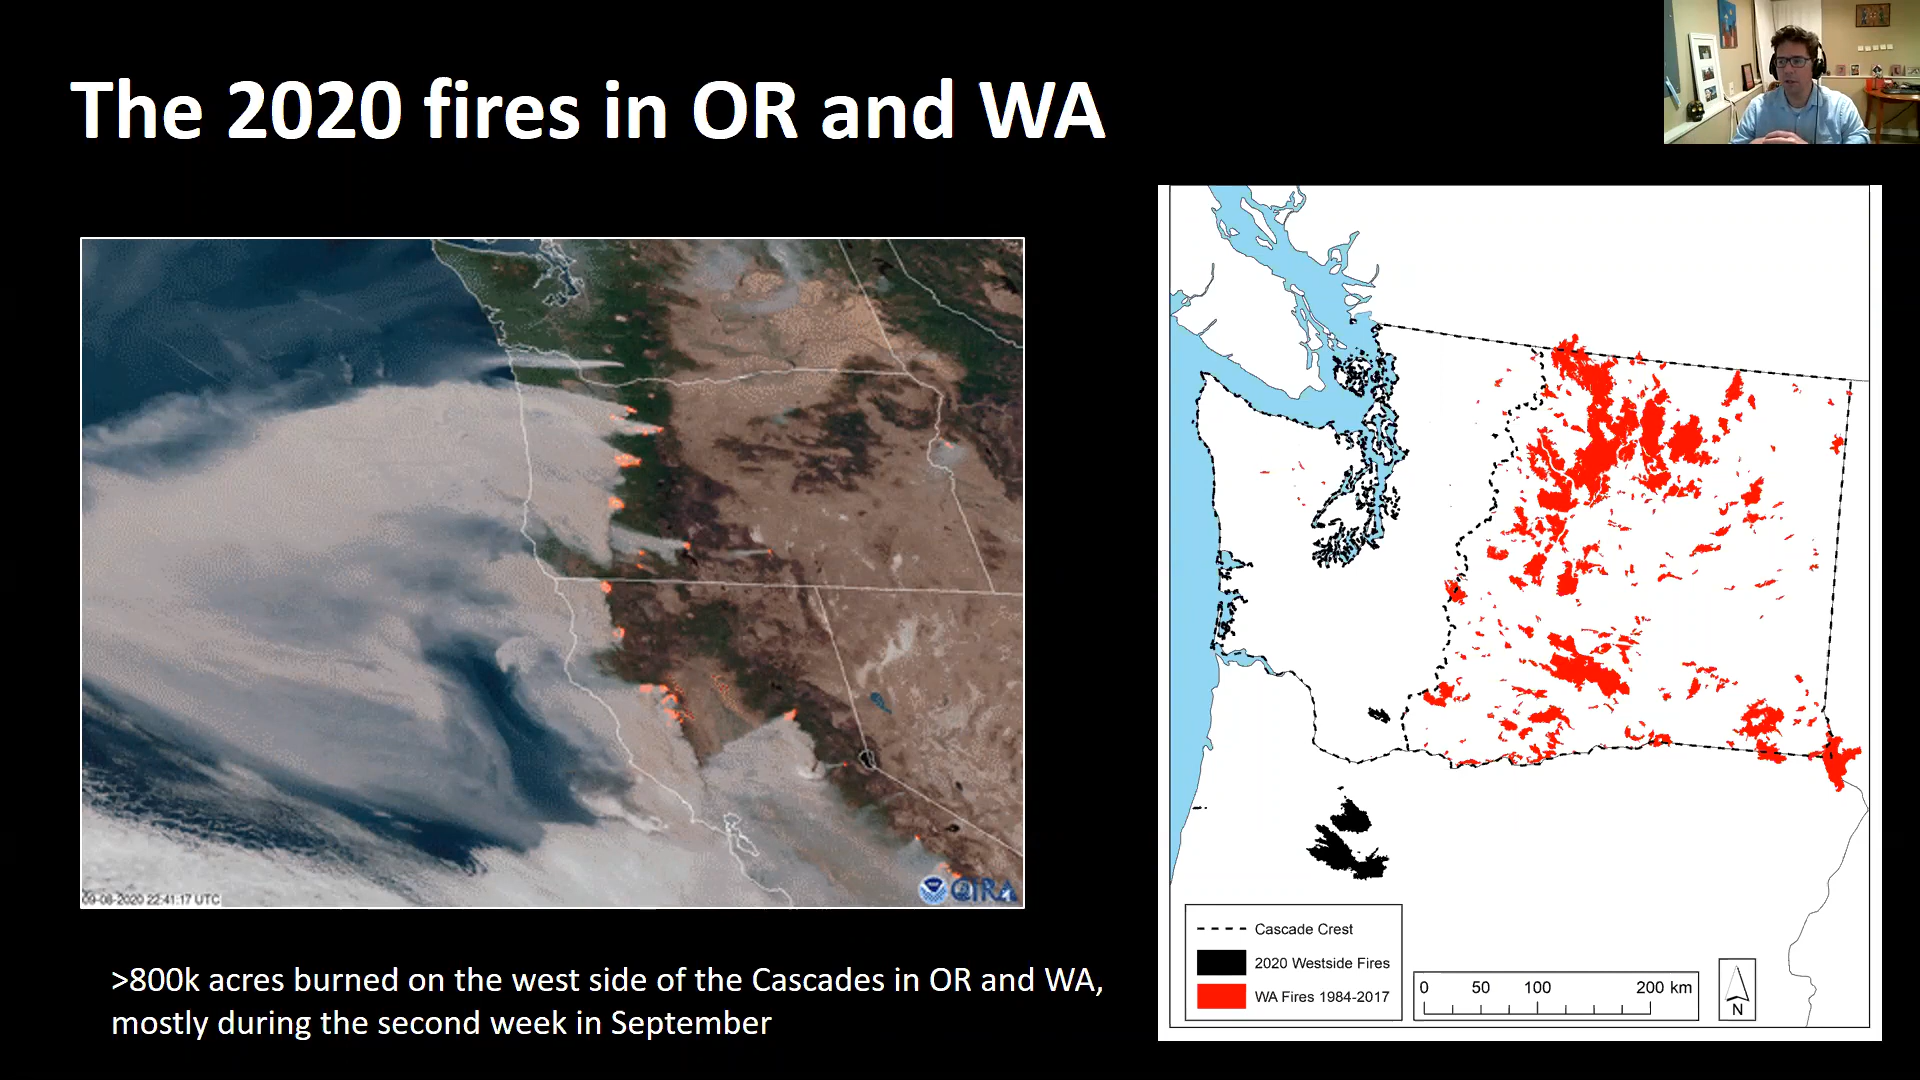 The 2020 fires in OR and WA
09-08-2020 22:41:17 UTC
CIRA
>800k acres burned on the west side of the Cascades in OR and WA,
mostly during the second week in September
Cascade Crest
2020 Westside Fires
WA Fires 1984-2017
0 50 100 200 km
N